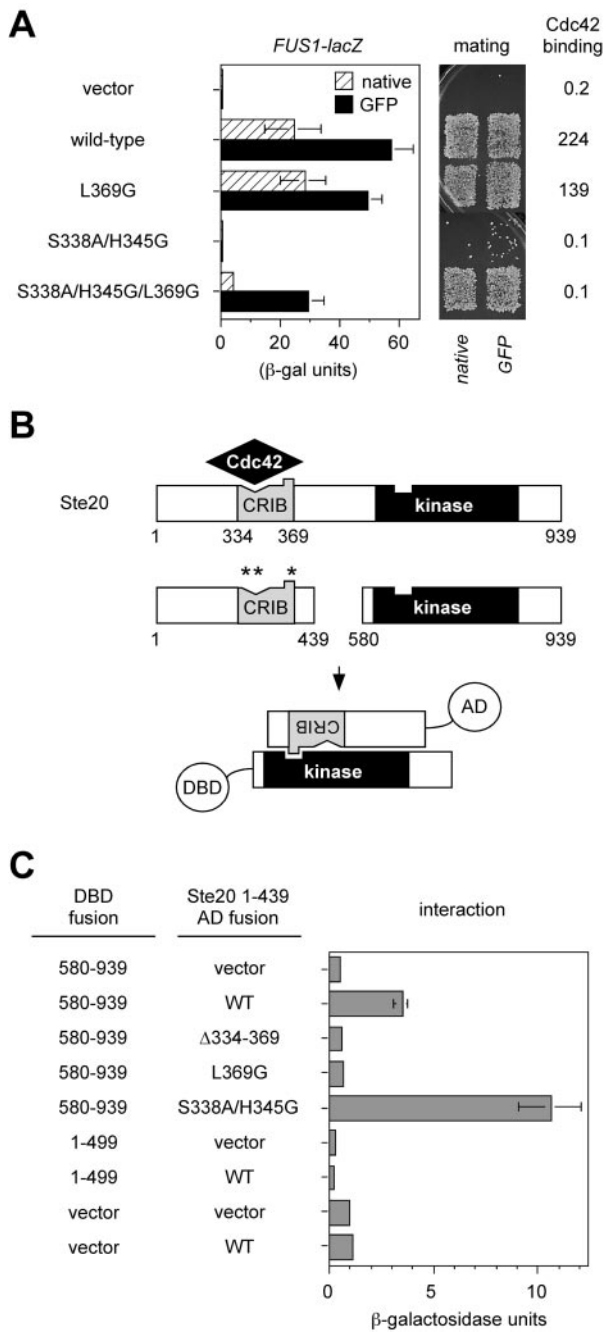 A
FUS1-lacZ
mating
Cdc42
binding
native
GFP
vector
0.2
wild-type
224
L369G
139
S338A/H345G
0.1
S338A/H345G/L369G
0.1
0 20 40 60
(β-gal units)
native
GFP
B
Cdc42
Ste20
CRIB
kinase
1 334 369 939
** *
CRIB
kinase
1 439 580 939
CRIB
AD
kinase
DBD
C
DBD
fusion
Ste20 1-439
AD fusion
interaction
580-939 vector
580-939 WT
580-939 Δ334-369
580-939 L369G
580-939 S338A/H345G
1-499 vector
1-499 WT
vector vector
vector WT
0 5 10
β-galactosidase units